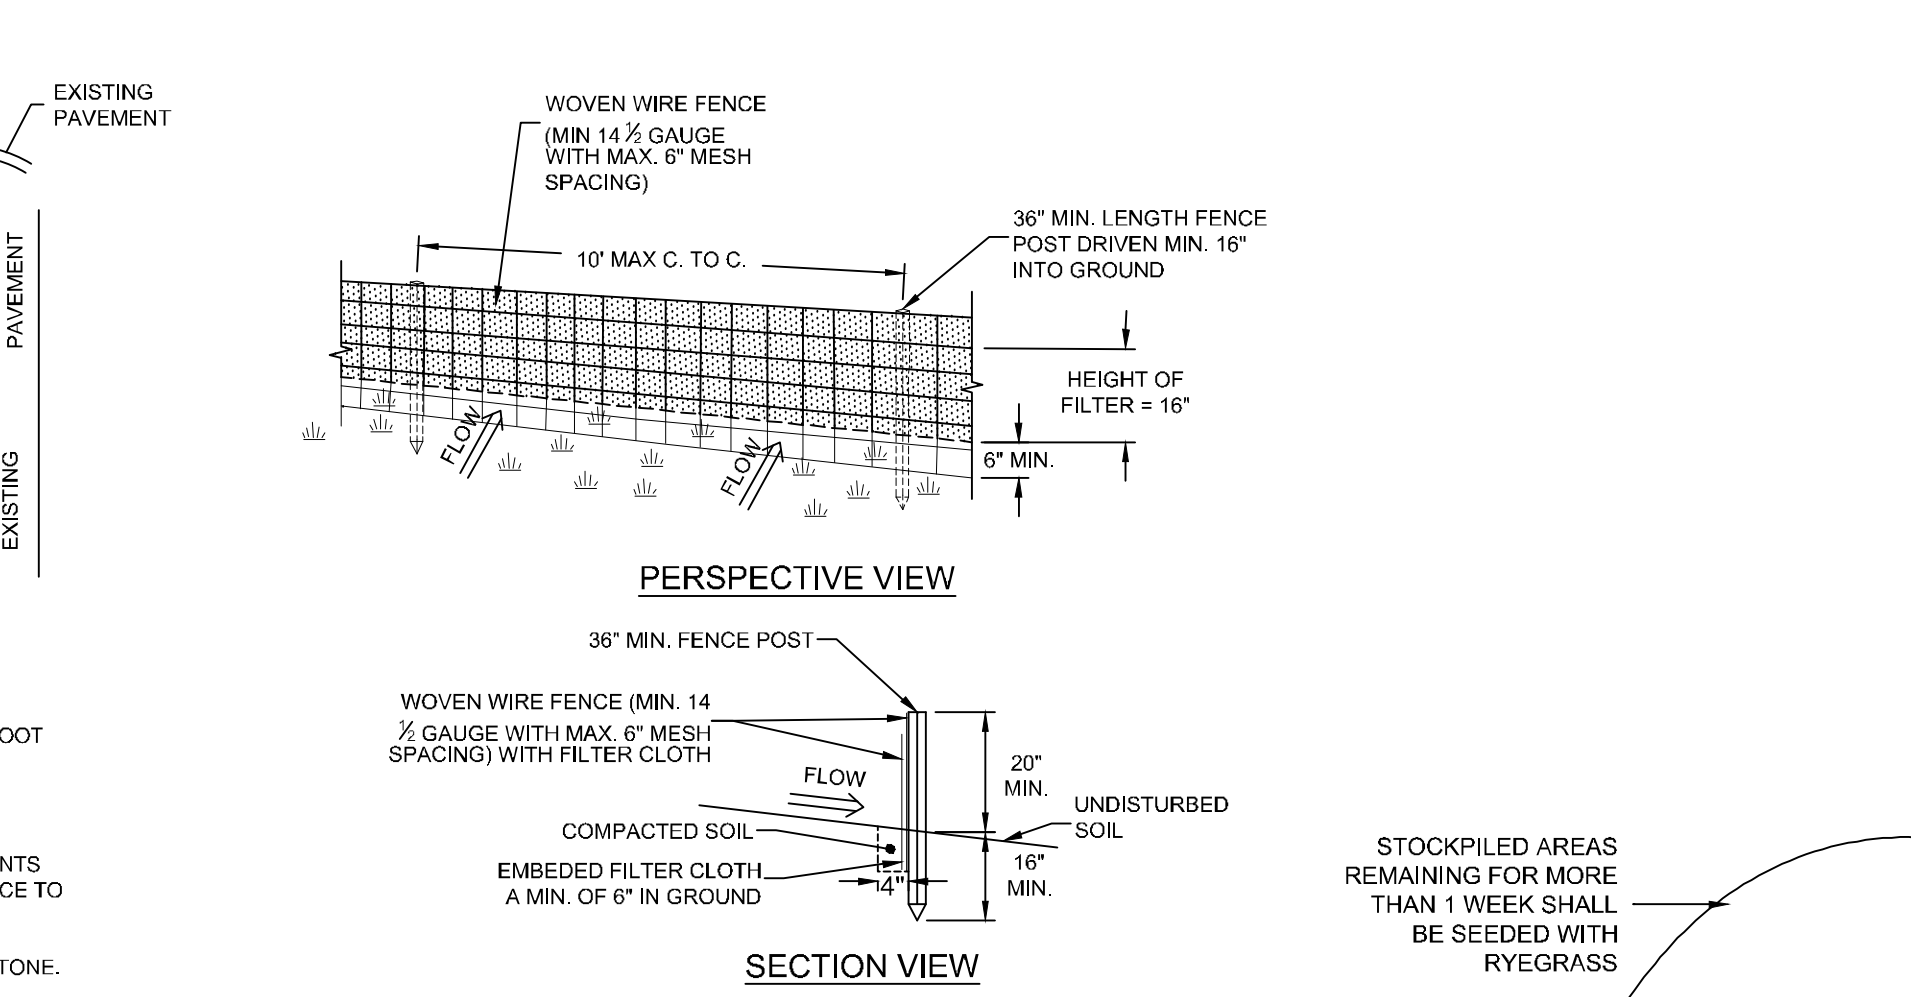 EXISTING
PAVEMENT
PAVEMENT
EXISTING
OOT
NTS
CE TO
TONE.
WOVEN WIRE FENCE
(MIN 14 ½ GAUGE
WITH MAX. 6" MESH
SPACING)
10' MAX C. TO C.
36" MIN. LENGTH FENCE
POST DRIVEN MIN. 16"
INTO GROUND
HEIGHT OF
FILTER = 16"
6" MIN.
FLOW
FLOW
PERSPECTIVE VIEW
36" MIN. FENCE POST
WOVEN WIRE FENCE (MIN. 14
½ GAUGE WITH MAX. 6" MESH
SPACING) WITH FILTER CLOTH
FLOW
20"
MIN.
UNDISTURBED
SOIL
COMPACTED SOIL
EMBEDED FILTER CLOTH
A MIN. OF 6" IN GROUND
4"
16"
MIN.
SECTION VIEW
STOCKPILED AREAS
REMAINING FOR MORE
THAN 1 WEEK SHALL
BE SEEDED WITH
RYEGRASS